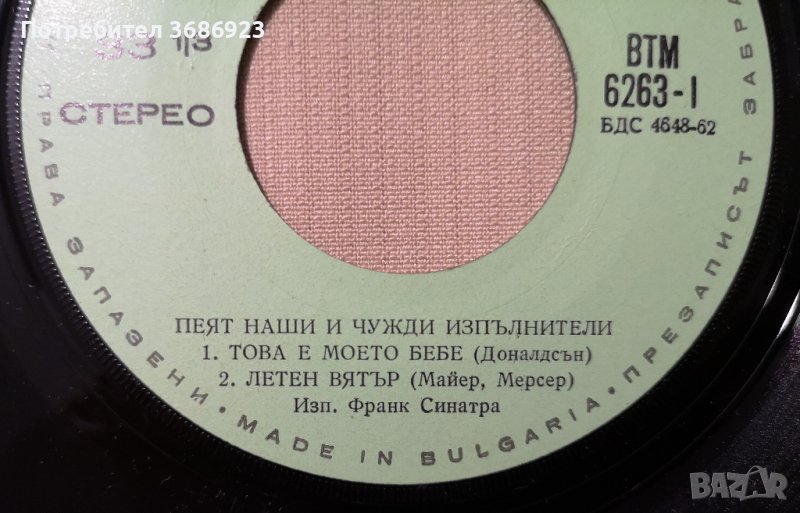 Потребител 3686923
33 1/3
СТЕРЕО
ВТМ
6263-I
БДС 4648-62
ПЕЯТ НАШИ И ЧУЖДИ ИЗПЪЛНИТЕЛИ
1. ТОВА Е МОЕТО БЕБЕ (Доналдсън)
2. ЛЕТЕН ВЯТЪР (Майер, Мерсер)
Изп. Франк Синатра
ПРАВА ЗАПАЗЕНИ • MADE IN BULGARIA • ПРЕЗАПИСЪТ ЗАБРА
BAZAR